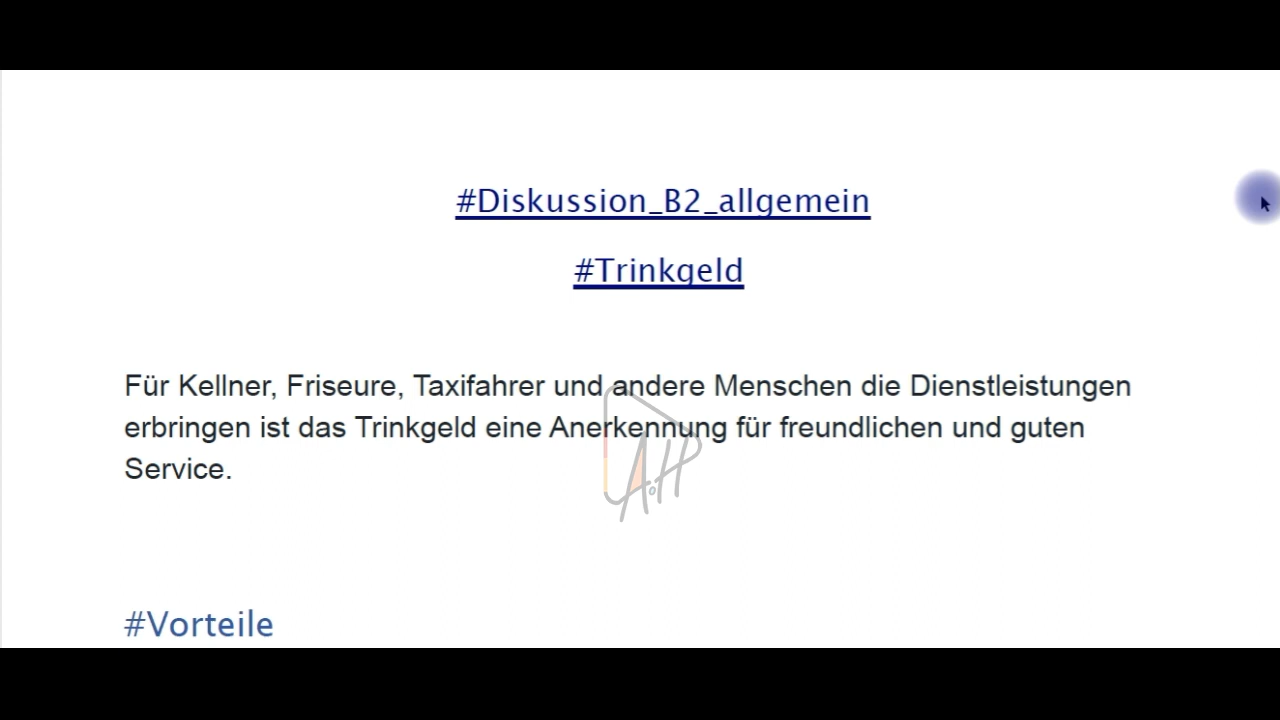 #Diskussion_B2_allgemein
#Trinkgeld
Für Kellner, Friseure, Taxifahrer und andere Menschen die Dienstleistungen
erbringen ist das Trinkgeld eine Anerkennung für freundlichen und guten
Service.
A.H
#Vorteile